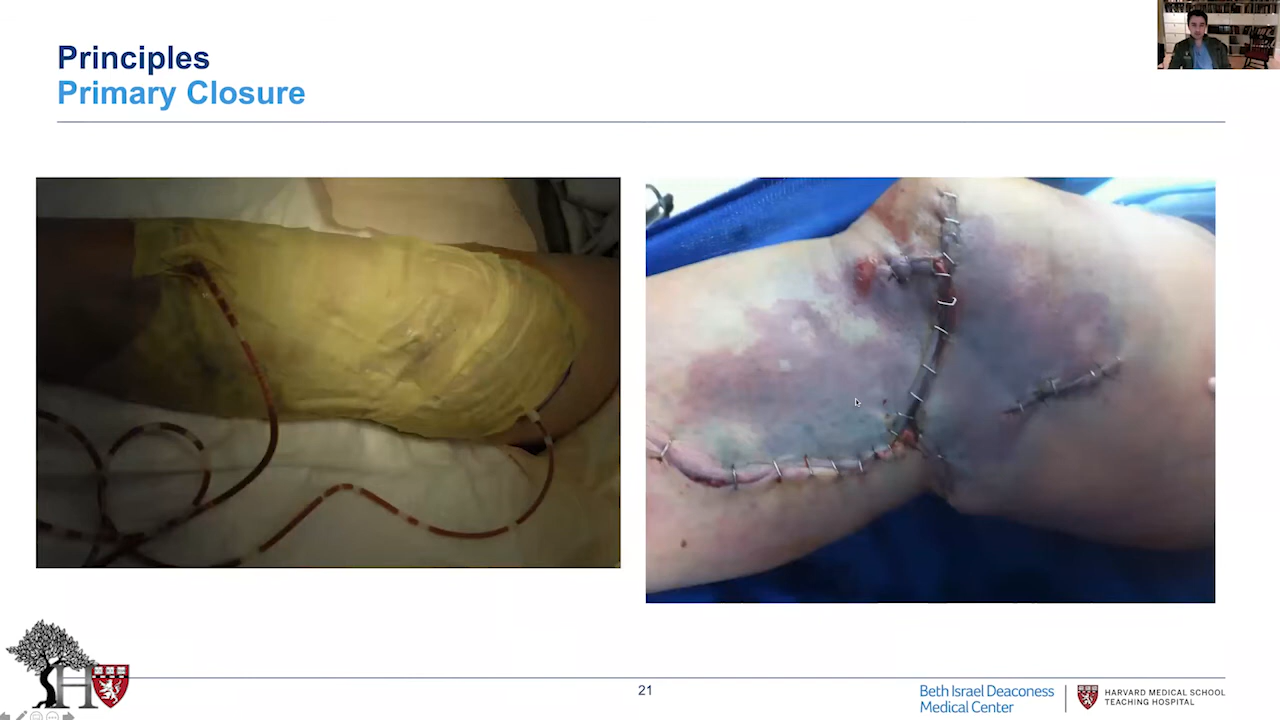 Principles
Primary Closure
21
H
Beth Israel Deaconess
Medical Center
HARVARD MEDICAL SCHOOL
TEACHING HOSPITAL